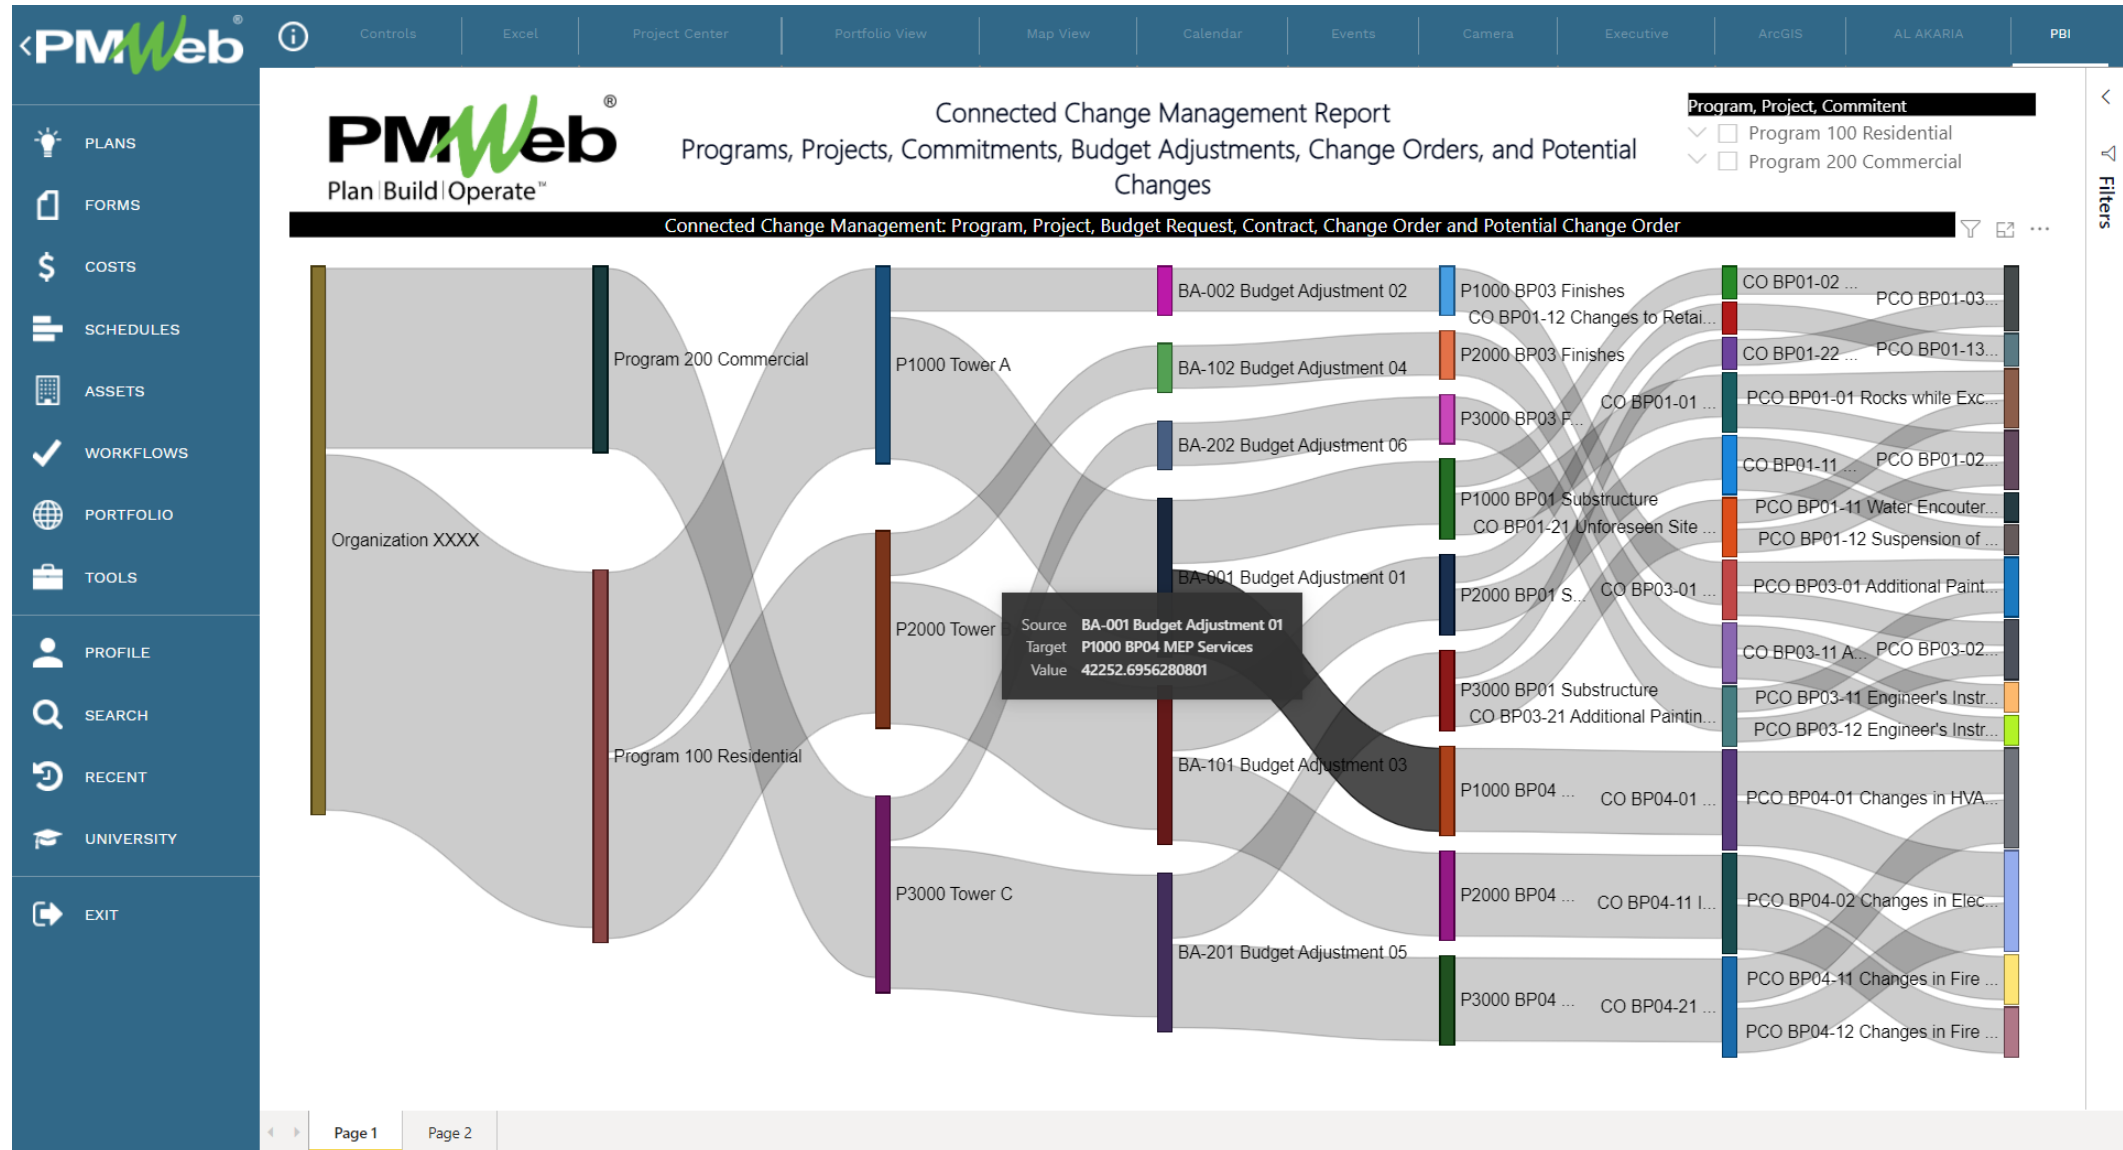 PMWeb®
Controls
Excel
Project Center
Portfolio View
Map View
Calendar
Events
Camera
Executive
ArcGIS
AL AKARIA
PBI
PLANS
FORMS
COSTS
SCHEDULES
ASSETS
WORKFLOWS
PORTFOLIO
TOOLS
PROFILE
SEARCH
RECENT
UNIVERSITY
EXIT
PMWeb®
Plan|Build|Operate™
Connected Change Management Report
Programs, Projects, Commitments, Budget Adjustments, Change Orders, and Potential
Changes
Program, Project, Commitent
Program 100 Residential
Program 200 Commercial
Filters
Connected Change Management: Program, Project, Budget Request, Contract, Change Order and Potential Change Order
Organization XXXX
Program 200 Commercial
Program 100 Residential
P1000 Tower A
P2000 Tower
P3000 Tower C
BA-002 Budget Adjustment 02
BA-102 Budget Adjustment 04
BA-202 Budget Adjustment 06
BA-001 Budget Adjustment 01
BA-101 Budget Adjustment 03
BA-201 Budget Adjustment 05
Source BA-001 Budget Adjustment 01
Target P1000 BP04 MEP Services
Value 42252.6956280801
P1000 BP03 Finishes
P2000 BP03 Finishes
P3000 BP03 F...
P1000 BP01 Substructure
P2000 BP01 S...
P3000 BP01 Substructure
P1000 BP04 ...
P2000 BP04 ...
P3000 BP04 ...
CO BP01-02 ...
CO BP01-12 Changes to Retai...
CO BP01-22 ...
CO BP01-01 ...
CO BP01-11 ...
CO BP01-21 Unforeseen Site ...
CO BP03-01 ...
CO BP03-11 A...
CO BP03-21 Additional Paintin...
CO BP04-01 ...
CO BP04-11 I...
CO BP04-21 ...
PCO BP01-03...
PCO BP01-13...
PCO BP01-01 Rocks while Exc...
PCO BP01-02...
PCO BP01-11 Water Encouter...
PCO BP01-12 Suspension of ...
PCO BP03-01 Additional Paint...
PCO BP03-02...
PCO BP03-11 Engineer's Instr...
PCO BP03-12 Engineer's Instr...
PCO BP04-01 Changes in HVA...
PCO BP04-02 Changes in Elec...
PCO BP04-11 Changes in Fire ...
PCO BP04-12 Changes in Fire ...
Page 1
Page 2